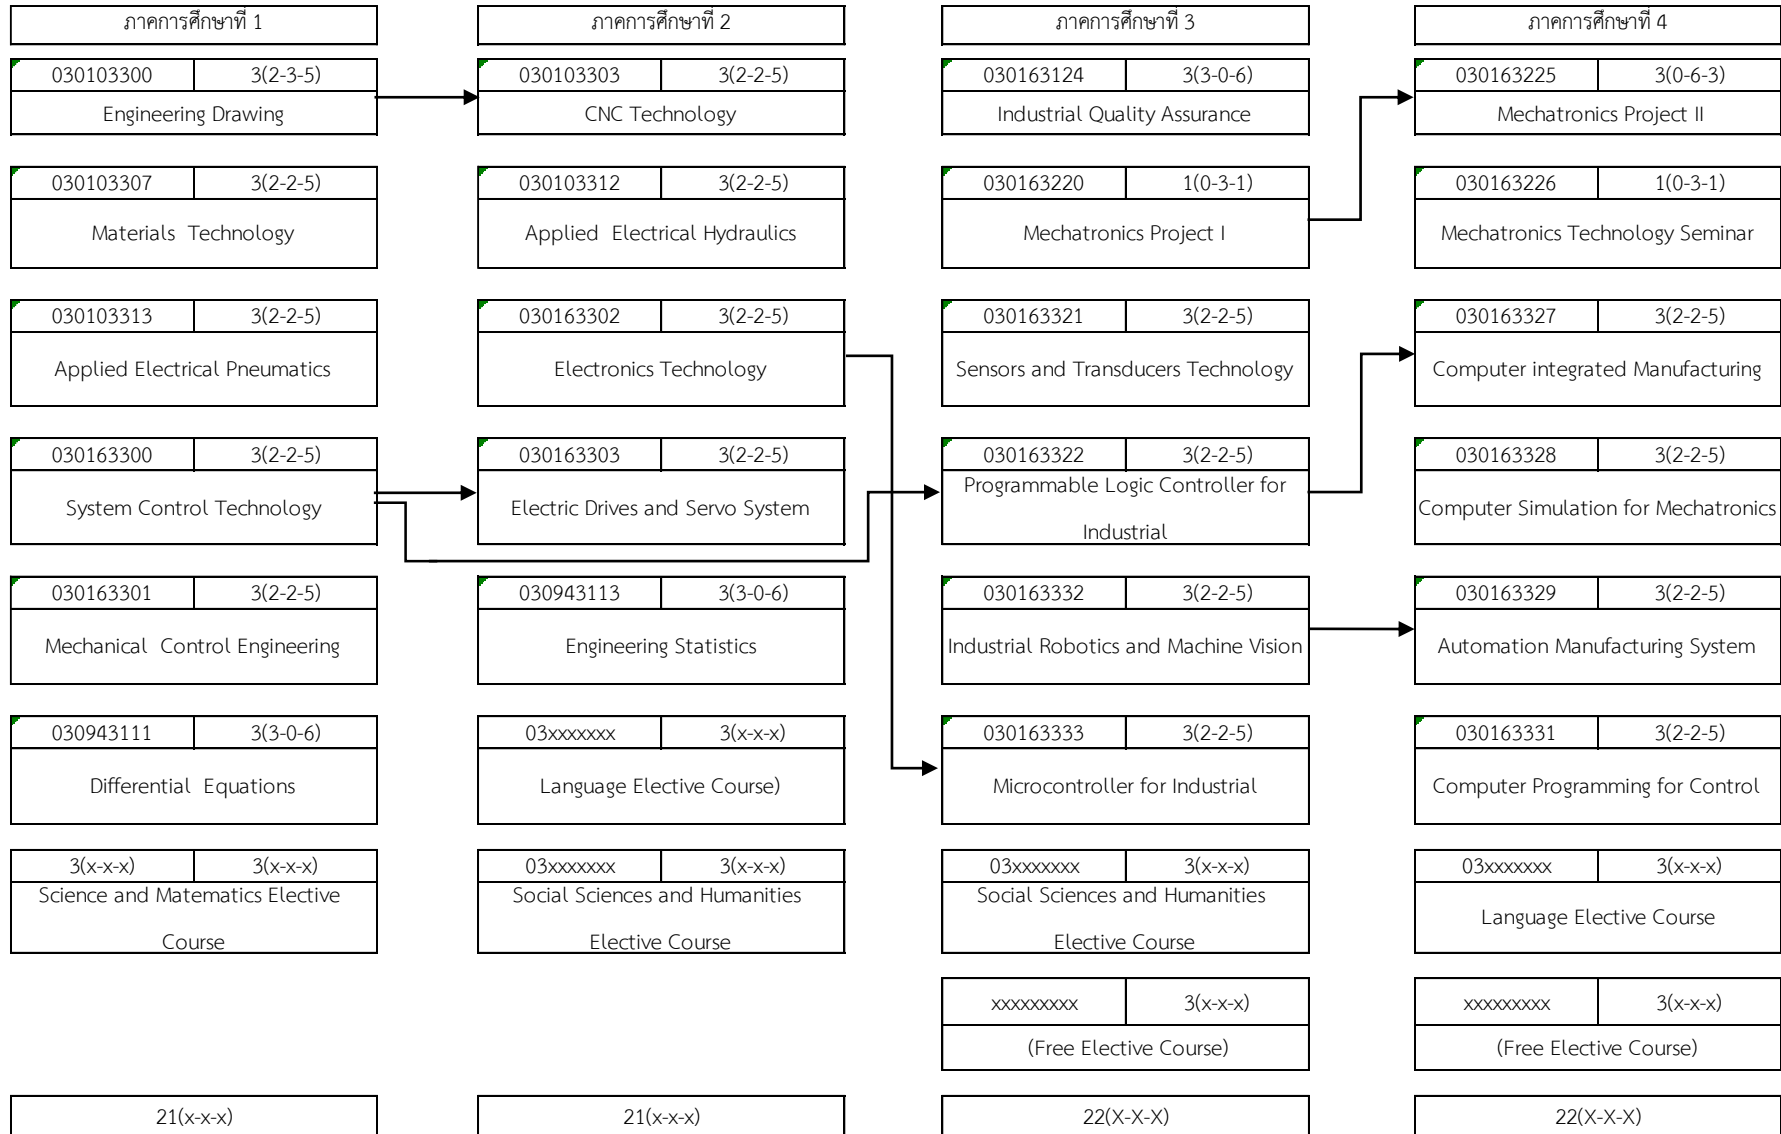 ภาคการศึกษาที่ 1
ภาคการศึกษาที่ 2
ภาคการศึกษาที่ 3
ภาคการศึกษาที่ 4
030103300 3(2-3-5)
Engineering Drawing
030103303 3(2-2-5)
CNC Technology
030163124 3(3-0-6)
Industrial Quality Assurance
030163225 3(0-6-3)
Mechatronics Project II
030103307 3(2-2-5)
Materials Technology
030103312 3(2-2-5)
Applied Electrical Hydraulics
030163220 1(0-3-1)
Mechatronics Project I
030163226 1(0-3-1)
Mechatronics Technology Seminar
030103313 3(2-2-5)
Applied Electrical Pneumatics
030163302 3(2-2-5)
Electronics Technology
030163321 3(2-2-5)
Sensors and Transducers Technology
030163327 3(2-2-5)
Computer integrated Manufacturing
030163300 3(2-2-5)
System Control Technology
030163303 3(2-2-5)
Electric Drives and Servo System
030163322 3(2-2-5)
Programmable Logic Controller for
Industrial
030163328 3(2-2-5)
Computer Simulation for Mechatronics
030163301 3(2-2-5)
Mechanical Control Engineering
030943113 3(3-0-6)
Engineering Statistics
030163332 3(2-2-5)
Industrial Robotics and Machine Vision
030163329 3(2-2-5)
Automation Manufacturing System
030943111 3(3-0-6)
Differential Equations
03xxxxxxx 3(x-x-x)
Language Elective Course)
030163333 3(2-2-5)
Microcontroller for Industrial
030163331 3(2-2-5)
Computer Programming for Control
3(x-x-x) 3(x-x-x)
Science and Matematics Elective
Course
03xxxxxxx 3(x-x-x)
Social Sciences and Humanities
Elective Course
03xxxxxxx 3(x-x-x)
Social Sciences and Humanities
Elective Course
03xxxxxxx 3(x-x-x)
Language Elective Course
xxxxxxxxx 3(x-x-x)
(Free Elective Course)
xxxxxxxxx 3(x-x-x)
(Free Elective Course)
21(x-x-x)
21(x-x-x)
22(X-X-X)
22(X-X-X)